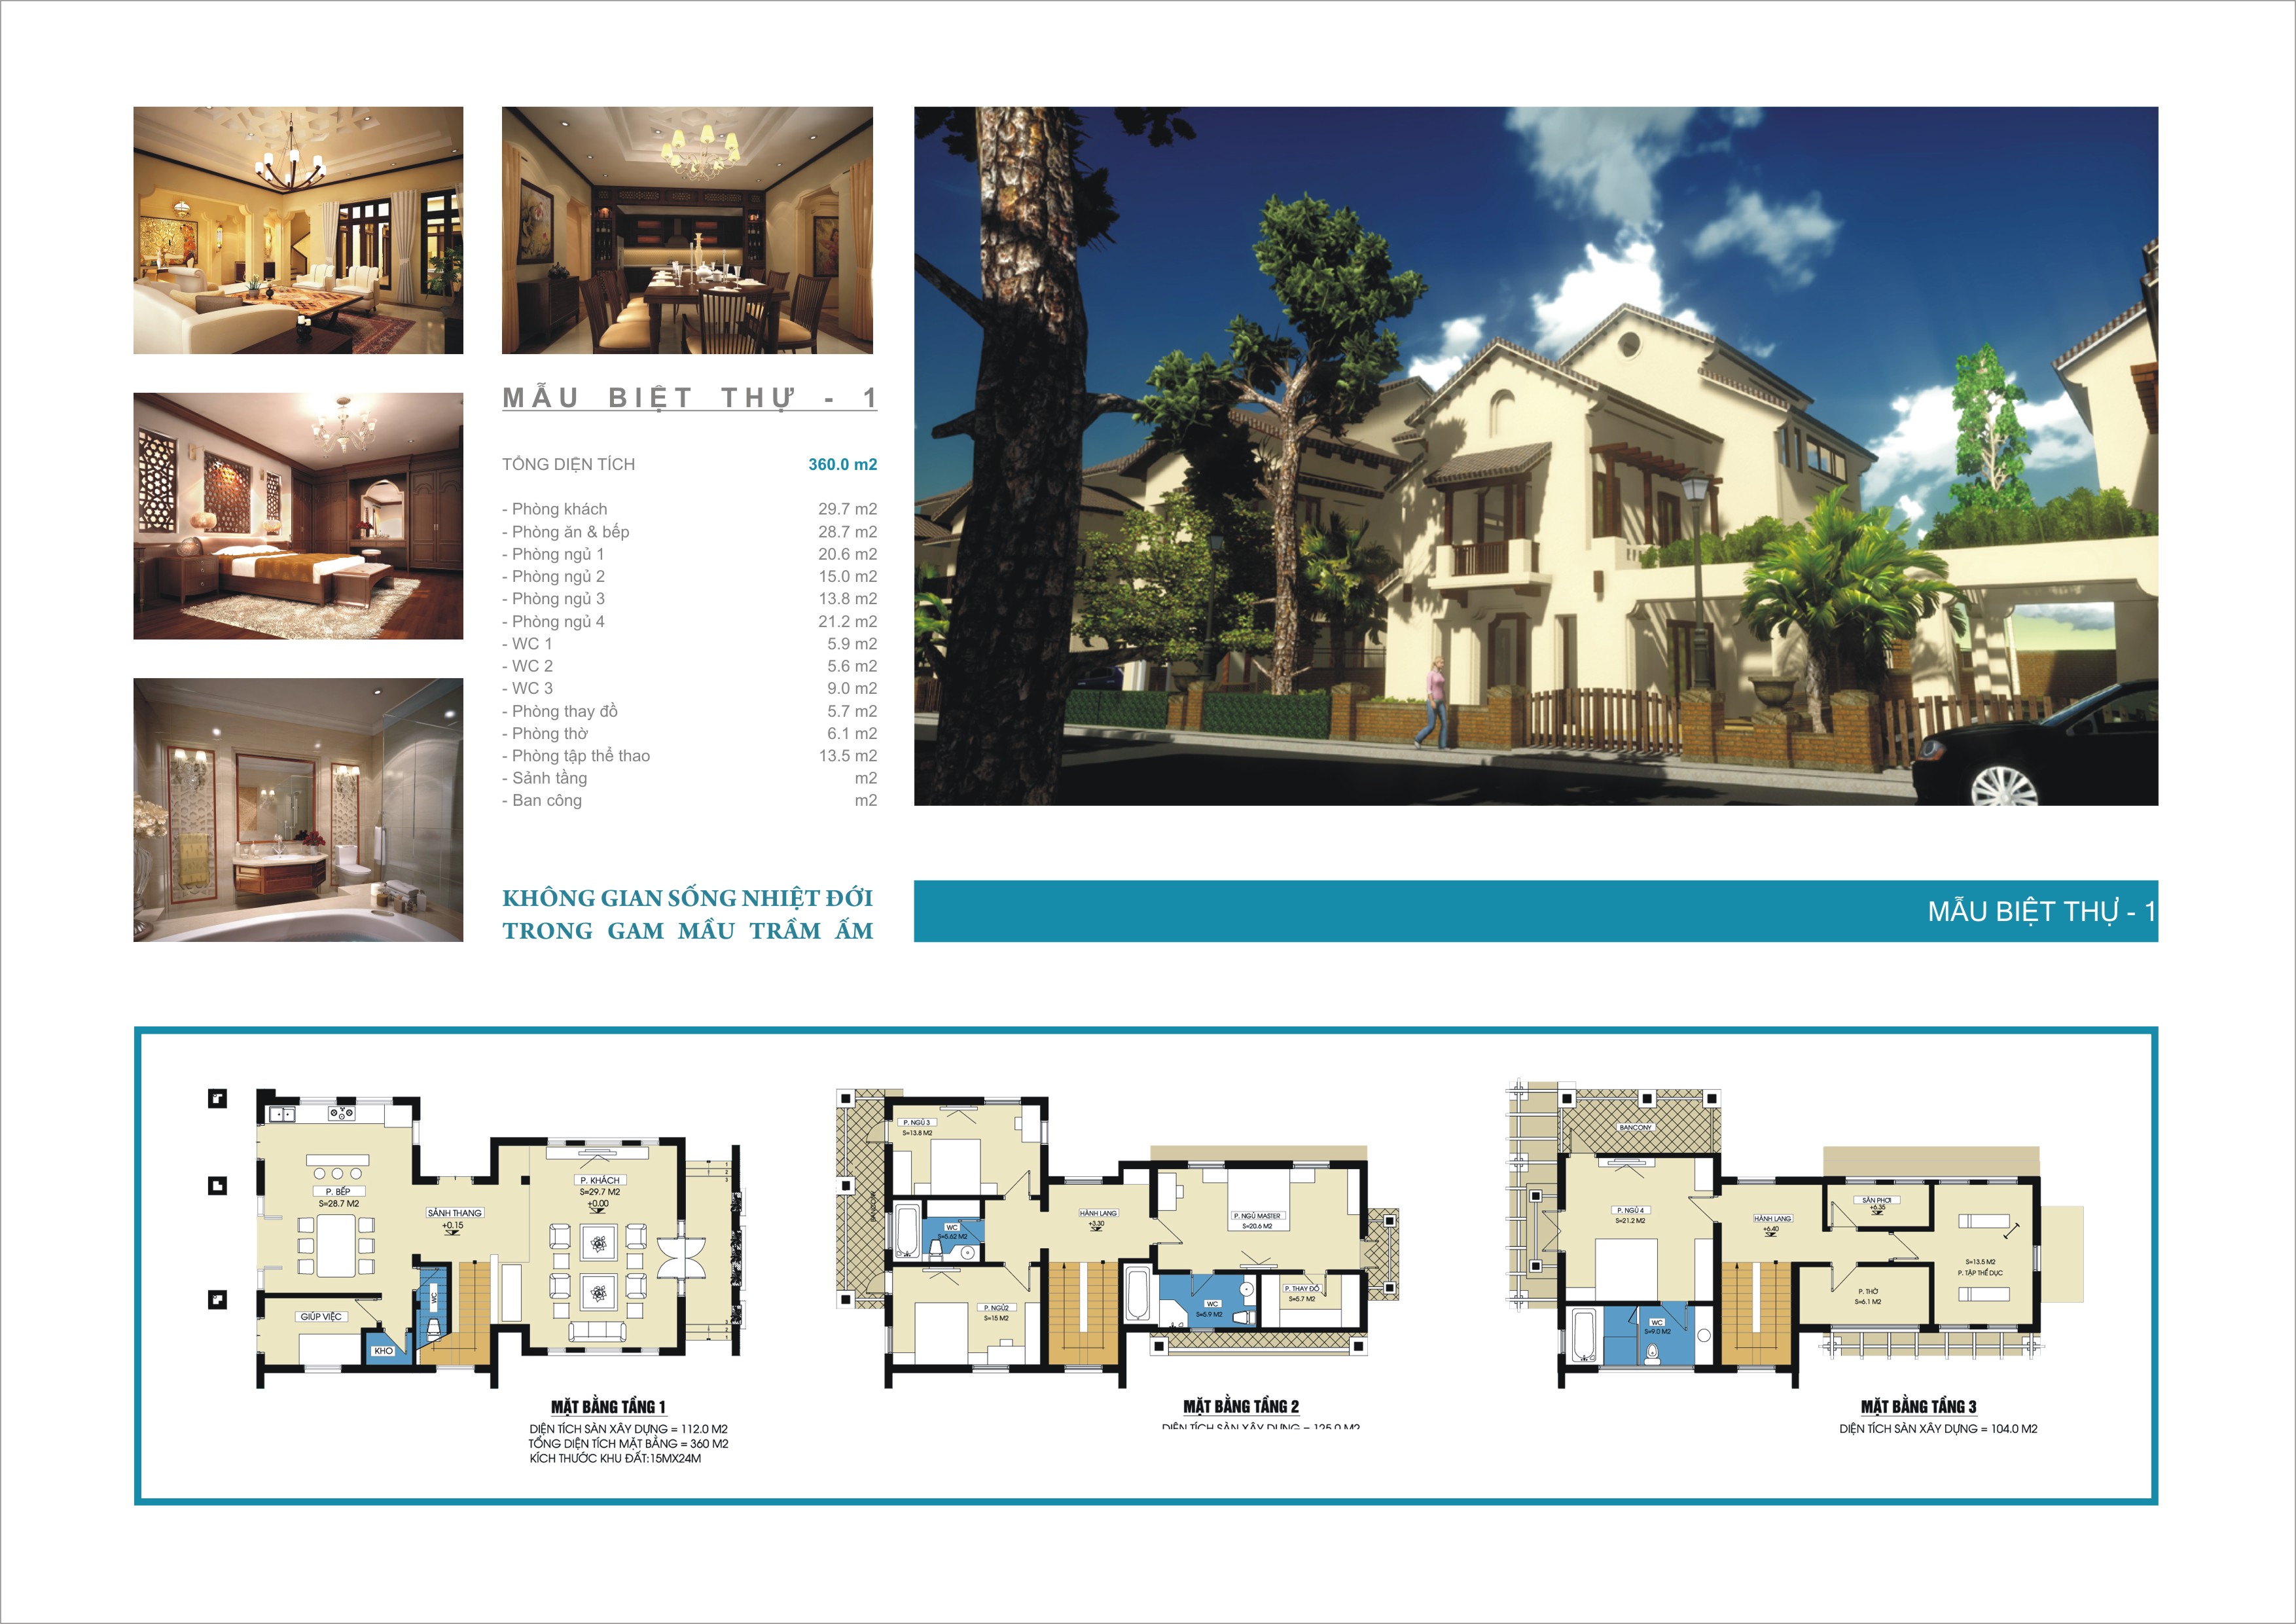 MẪU BIỆT THỰ - 1
TỔNG DIỆN TÍCH 360.0 m2
- Phòng khách 29.7 m2
- Phòng ăn & bếp 28.7 m2
- Phòng ngủ 1 20.6 m2
- Phòng ngủ 2 15.0 m2
- Phòng ngủ 3 13.8 m2
- Phòng ngủ 4 21.2 m2
- WC 1 5.9 m2
- WC 2 5.6 m2
- WC 3 9.0 m2
- Phòng thay đồ 5.7 m2
- Phòng thờ 6.1 m2
- Phòng tập thể thao 13.5 m2
- Sảnh tầng m2
- Ban công m2
KHÔNG GIAN SỐNG NHIỆT ĐỚI
TRONG GAM MẦU TRẦM ẤM
MẪU BIỆT THỰ - 1
P. BẾP
S=28.7 M2
SẢNH THANG
+0.15
P. KHÁCH
S=29.7 M2
+0.00
GIÚP VIỆC
KHO
WC
MẶT BẰNG TẦNG 1
DIỆN TÍCH SÀN XÂY DỰNG = 112.0 M2
TỔNG DIỆN TÍCH MẶT BẰNG = 360 M2
KÍCH THƯỚC KHU ĐẤT:15MX24M
P. NGỦ 3
S=13.8 M2
BANCONY
WC
S=5.62 M2
HÀNH LANG
+3.30
P. NGỦ MASTER
S=20.6 M2
P. NGỦ2
S=15 M2
WC
S=5.9 M2
P. THAY ĐỒ
S=5.7 M2
MẶT BẰNG TẦNG 2
DIỆN TÍCH SÀN XÂY DỰNG = 125.0 M2
BANCONY
P. NGỦ 4
S=21.2 M2
HÀNH LANG
+6.40
SÂN PHƠI
+6.35
S=13.5 M2
P. TẬP THỂ DỤC
P. THỜ
S=6.1 M2
WC
S=9.0 M2
MẶT BẰNG TẦNG 3
DIỆN TÍCH SÀN XÂY DỰNG = 104.0 M2